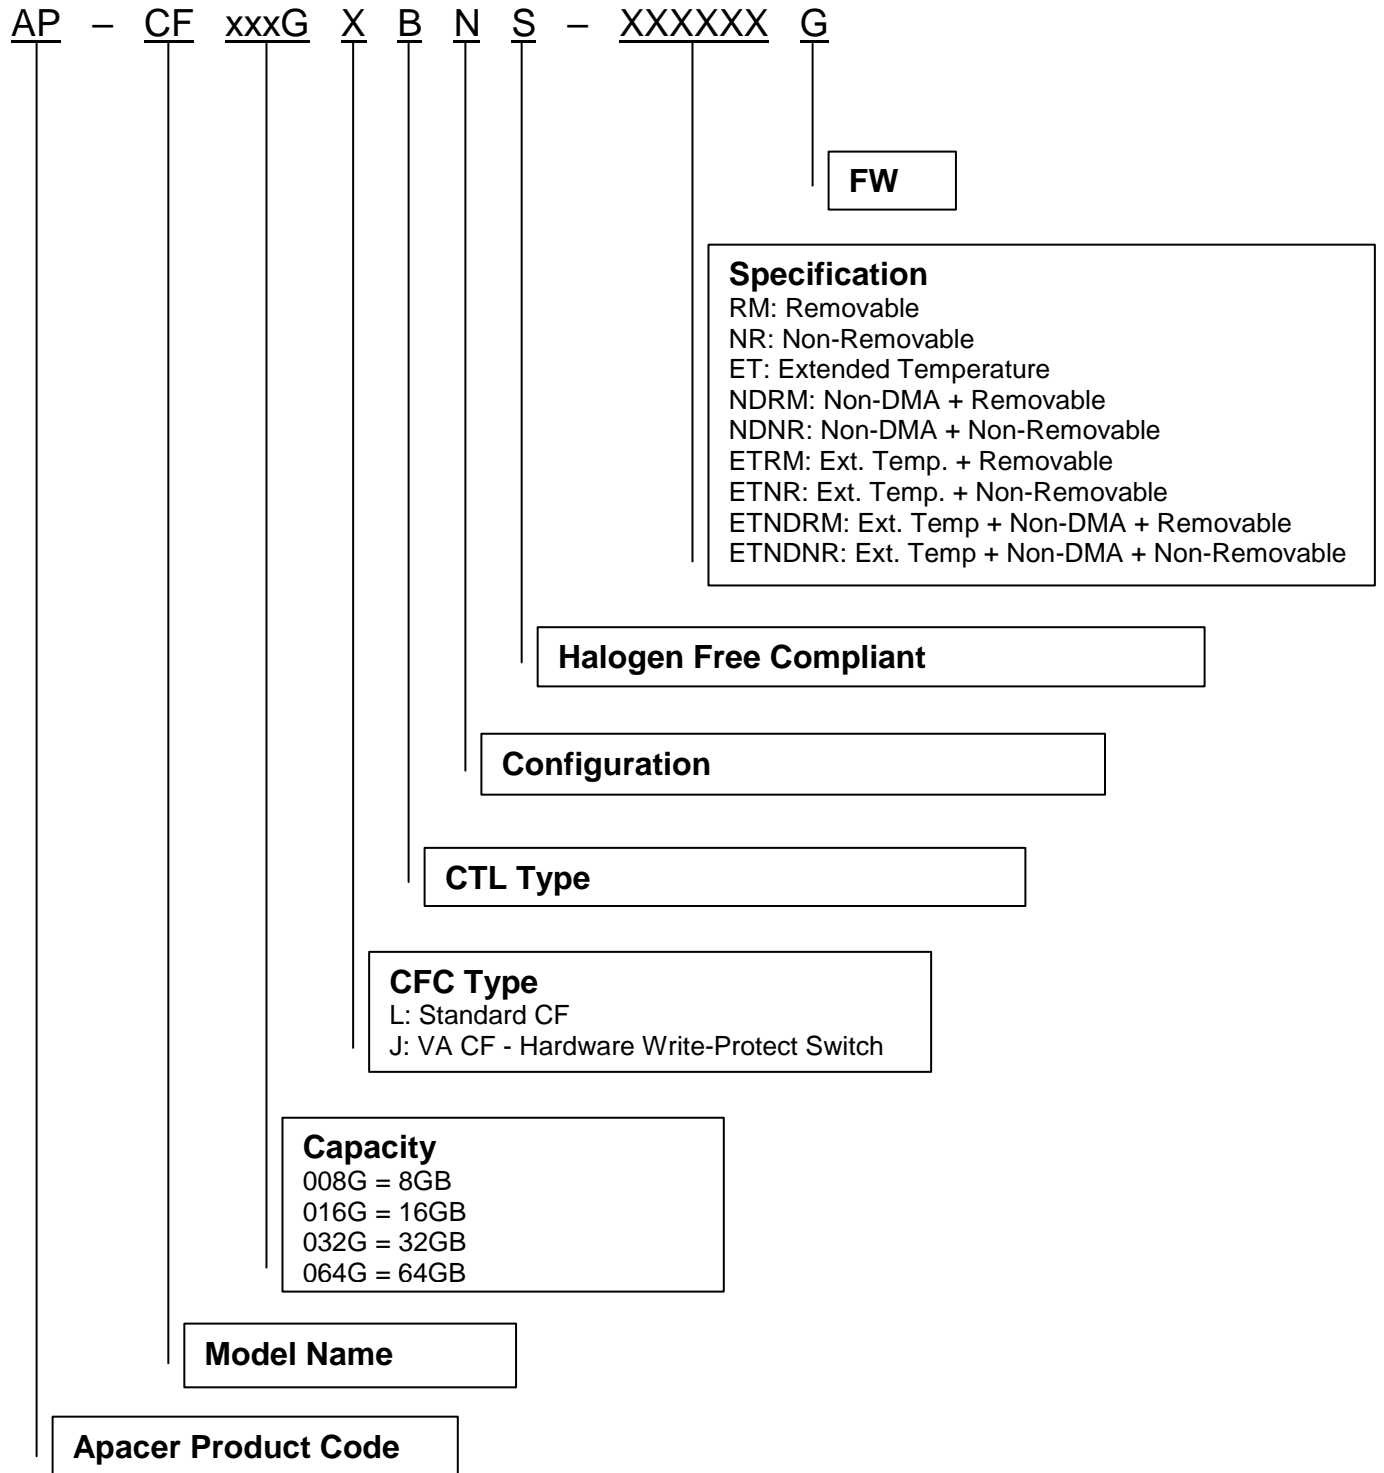 AP – CF xxxG X B N S – XXXXXX G
FW
Specification
RM: Removable
NR: Non-Removable
ET: Extended Temperature
NDRM: Non-DMA + Removable
NDNR: Non-DMA + Non-Removable
ETRM: Ext. Temp. + Removable
ETNR: Ext. Temp. + Non-Removable
ETNDRM: Ext. Temp + Non-DMA + Removable
ETNDNR: Ext. Temp + Non-DMA + Non-Removable
Halogen Free Compliant
Configuration
CTL Type
CFC Type
L: Standard CF
J: VA CF - Hardware Write-Protect Switch
Capacity
008G = 8GB
016G = 16GB
032G = 32GB
064G = 64GB
Model Name
Apacer Product Code